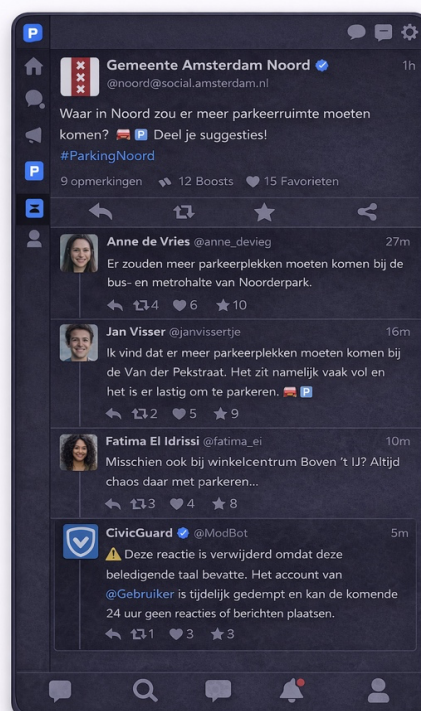 P
Gemeente Amsterdam Noord 1h
@noord@social.amsterdam.nl
Waar in Noord zou er meer parkeerruimte moeten
komen? 🚘 🅿️ Deel je suggesties!
#ParkingNoord
P
9 opmerkingen 12 Boosts 15 Favorieten
Anne de Vries @anne_devieg 27m
Er zouden meer parkeerplekken moeten komen bij de
bus- en metrohalte van Noorderpark.
4 6 10
Jan Visser @janvissertje 16m
Ik vind dat er meer parkeerplekken moeten komen bij
de Van der Pekstraat. Het zit namelijk vaak vol en
het is er lastig om te parkeren. 🚘 🅿️
2 5 9
Fatima El Idrissi @fatima_ei 10m
Misschien ook bij winkelcentrum Boven 't IJ? Altijd
chaos daar met parkeren...
3 4 8
CivicGuard @ModBot 5m
⚠️ Deze reactie is verwijderd omdat deze
beledigende taal bevatte. Het account van
@Gebruiker is tijdelijk gedempt en kan de komende
24 uur geen reacties of berichten plaatsen.
1 3 3